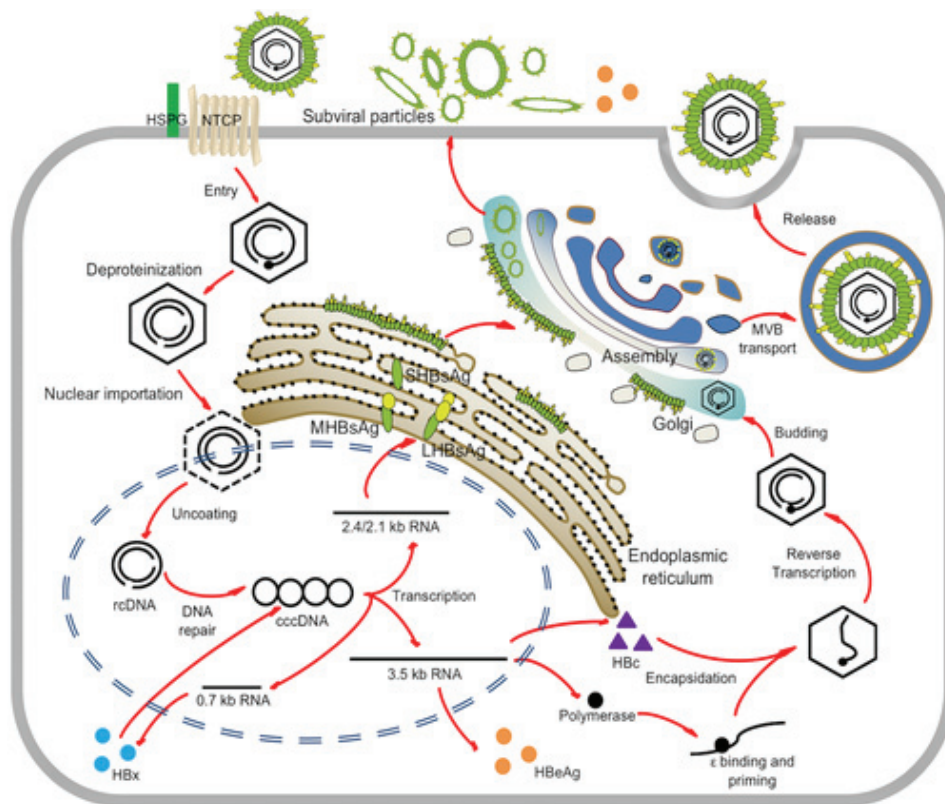 HSPG
NTCP
Subviral particles
Entry
Release
Deproteinization
MVB
transport
Assembly
Nuclear importation
SHBsAg
MHBsAg
LHBsAg
Golgi
Budding
Uncoating
2.4/2.1 kb RNA
Endoplasmic
reticulum
Reverse
Transcription
rcDNA
DNA
repair
cccDNA
Transcription
HBc
Encapsidation
3.5 kb RNA
0.7 kb RNA
Polymerase
HBx
HBeAg
ε binding and
priming